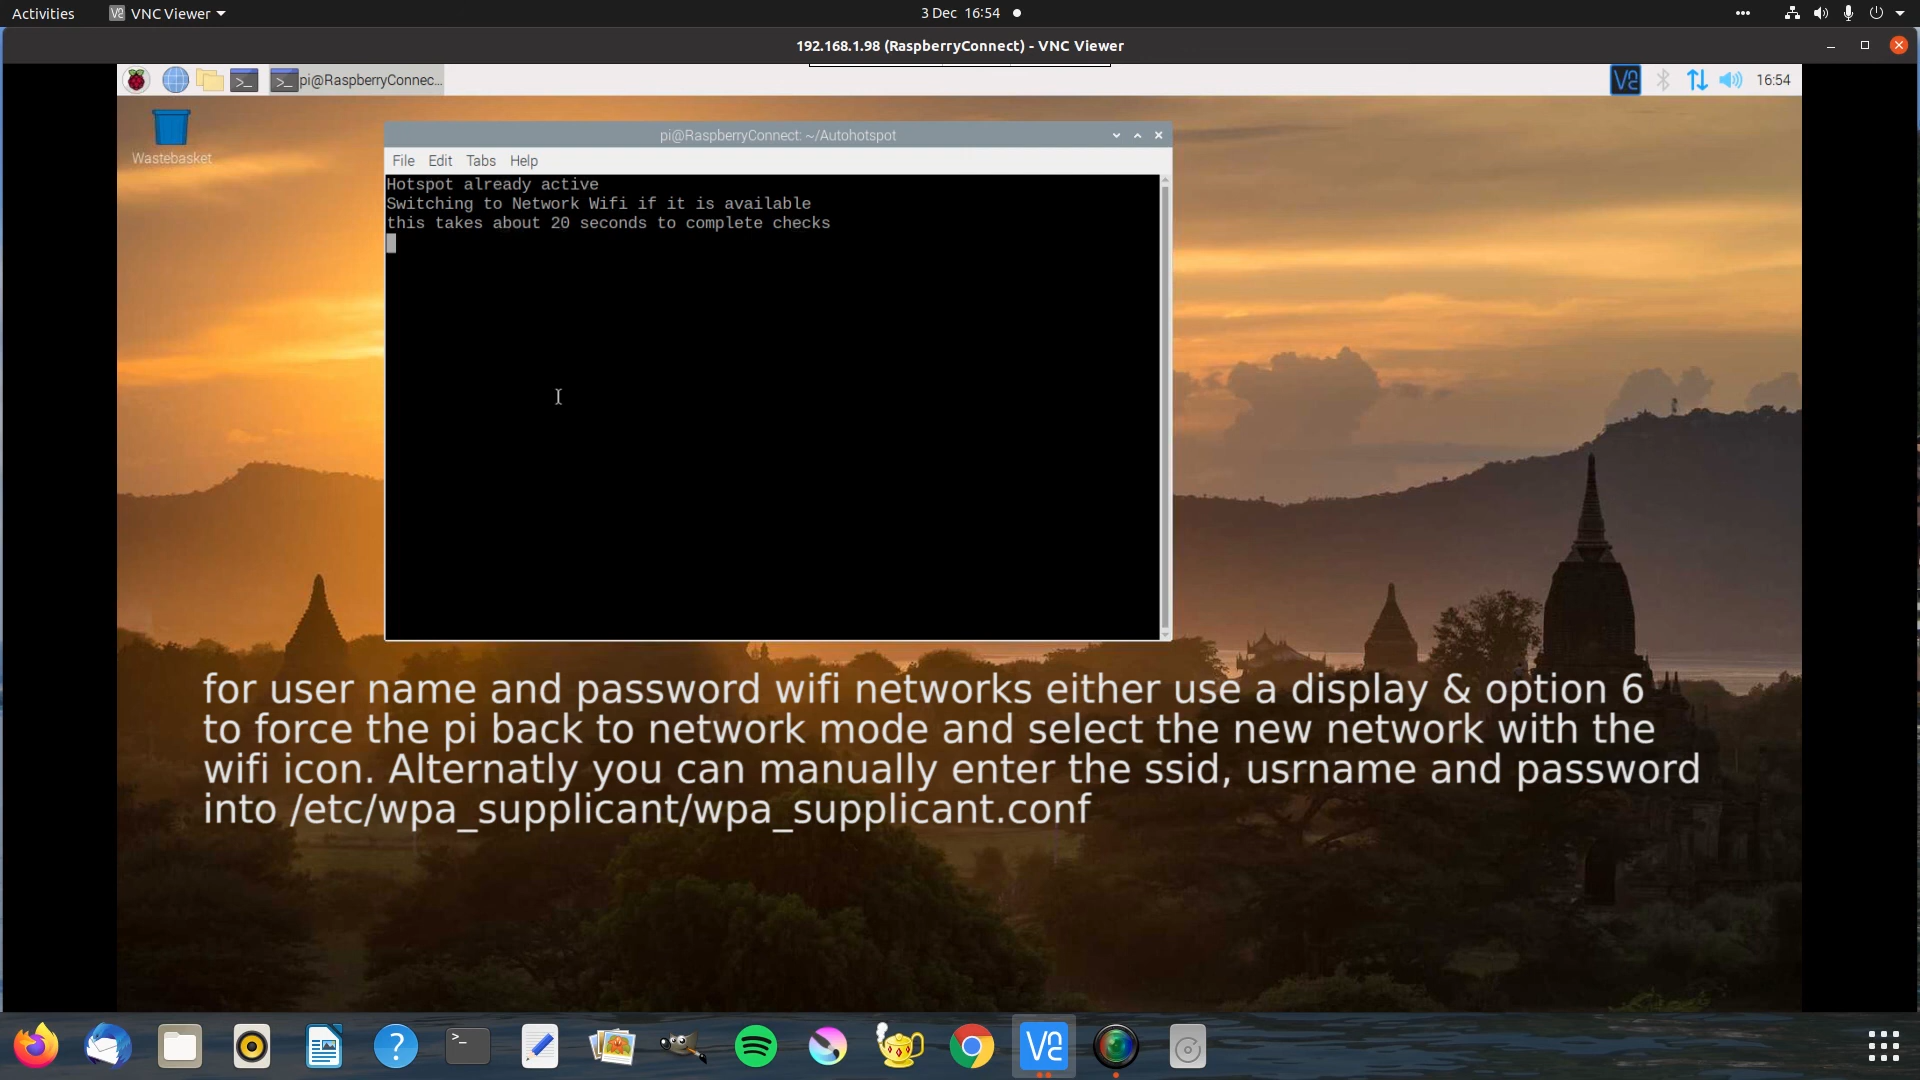 Activities
VNC Viewer
3 Dec 16:54
192.168.1.98 (RaspberryConnect) - VNC Viewer
pi@RaspberryConnec...
16:54
Wastebasket
pi@RaspberryConnect: ~/Autohotspot
File Edit Tabs Help
Hotspot already active
Switching to Network Wifi if it is available
this takes about 20 seconds to complete checks
for user name and password wifi networks either use a display & option 6
to force the pi back to network mode and select the new network with the
wifi icon. Alternatly you can manually enter the ssid, usrname and password
into /etc/wpa_supplicant/wpa_supplicant.conf